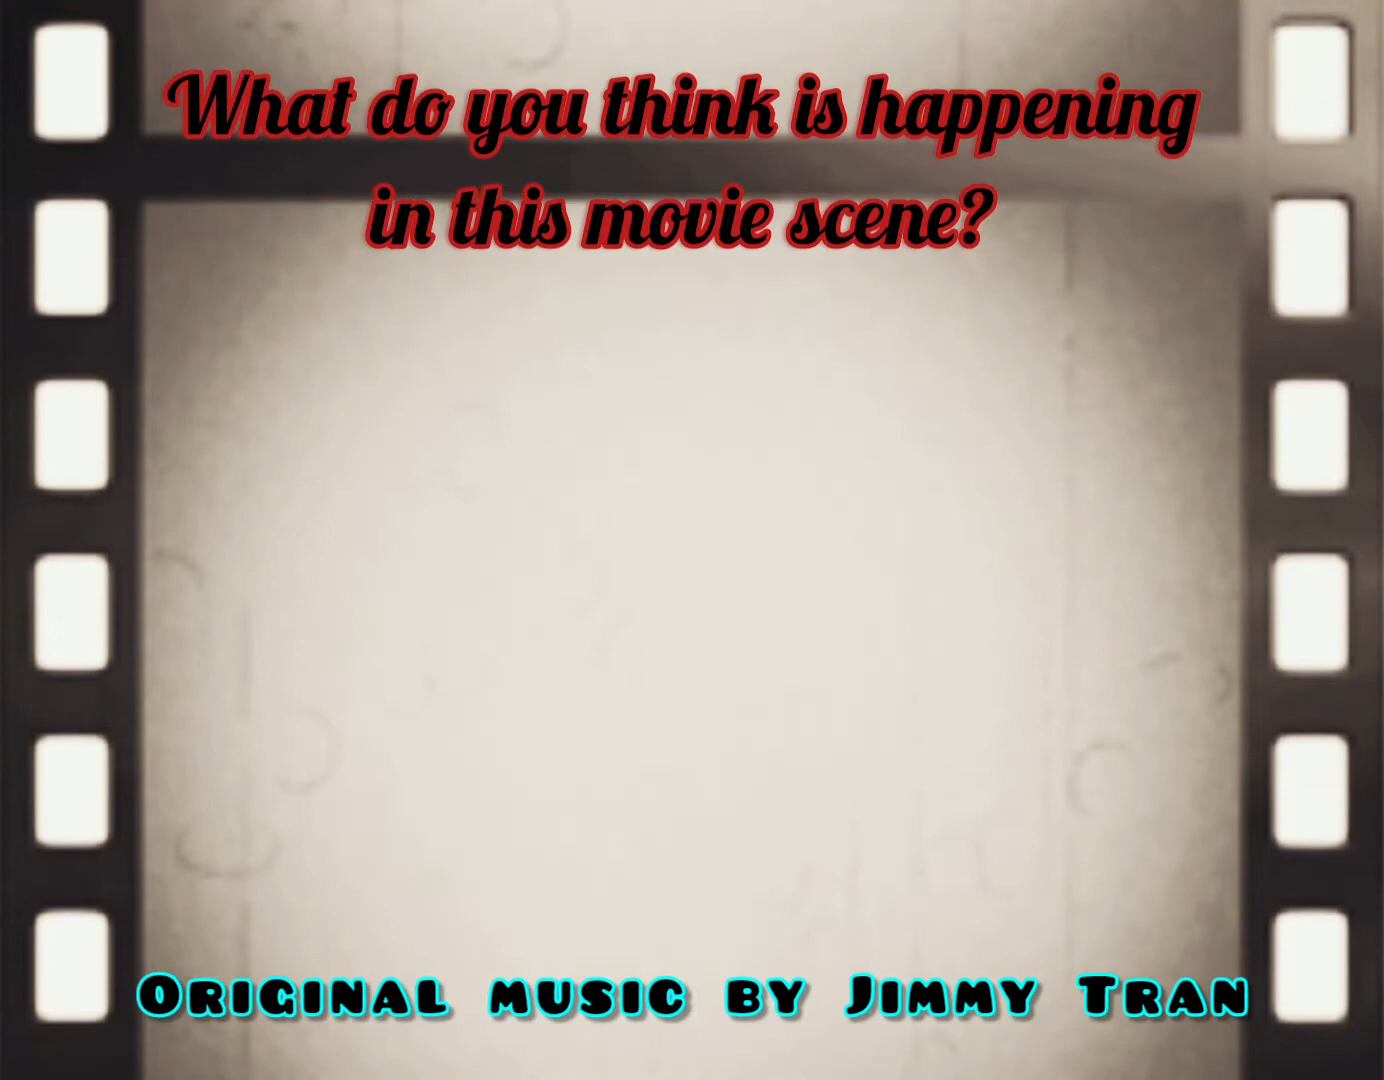 What do you think is happening
in this movie scene?
Original music by Jimmy Tran